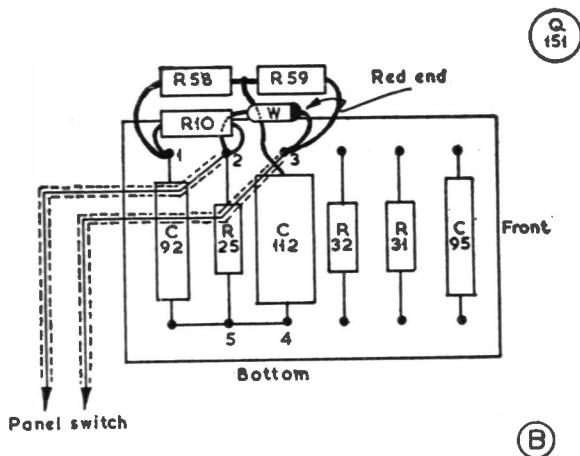 Q
151
R58
R59
Red end
R10
W
1
2
3
C
92
R
25
C
112
R
32
R
31
C
95
Front
5
4
Bottom
Panel switch
B